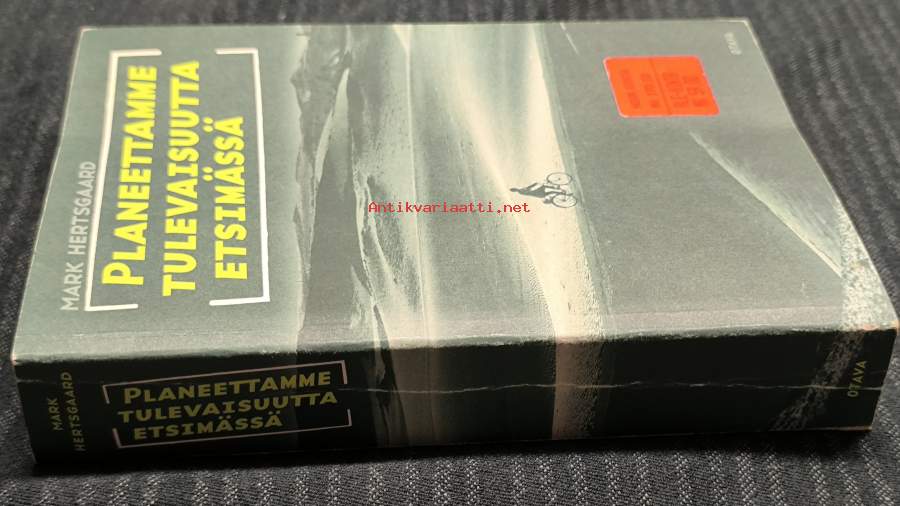 MARK HERTSGAARD
PLANEETTAMME
TULEVAISUUTTA
ETSIMÄSSÄ
OTAVA
Antikvariaatti.net
MARK
HERTSGAARD
PLANEETTAMME
TULEVAISUUTTA
ETSIMÄSSÄ
OTAVA